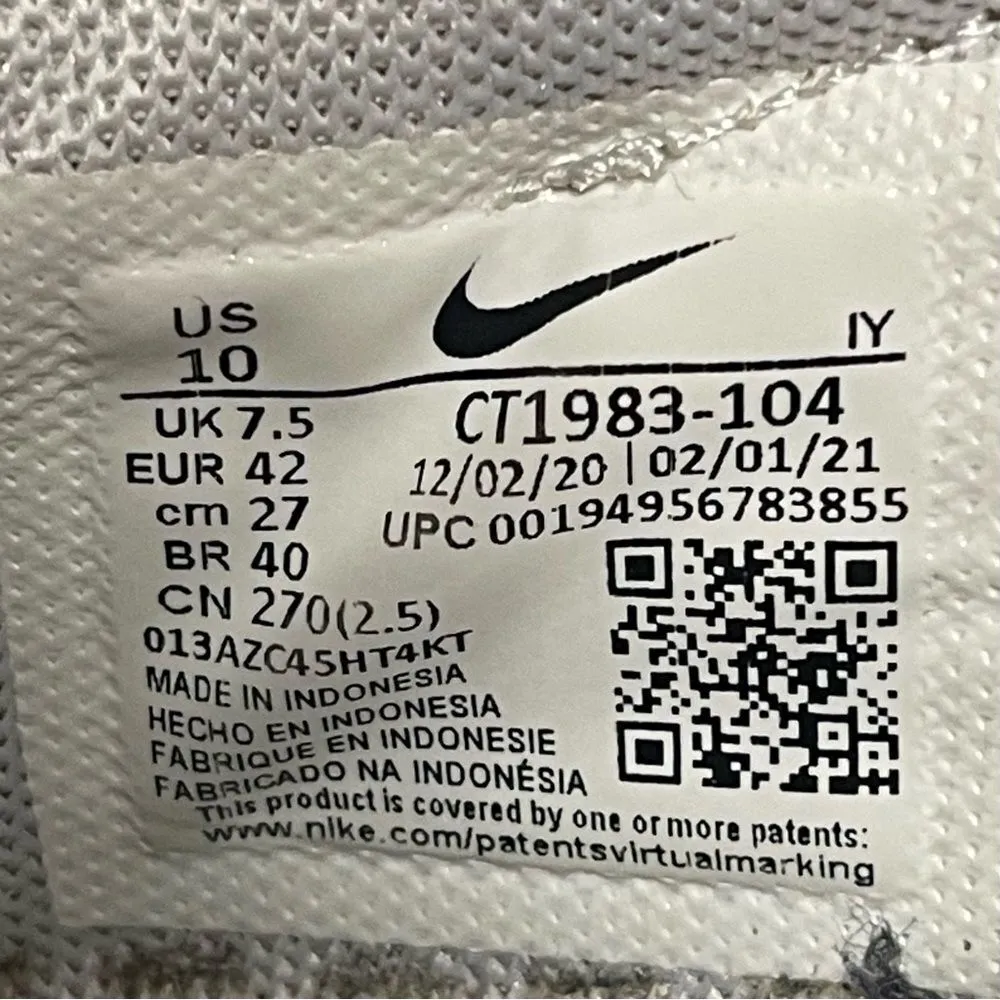 US
10
IY
UK 7.5
EUR 42
cm 27
BR 40
CN 270(2.5)
CT1983-104
12/02/20 | 02/01/21
UPC 00194956783855
013AZC45HT4KT
MADE IN INDONESIA
HECHO EN INDONESIA
FABRIQUE EN INDONESIE
FABRICADO NA INDONÉSIA
This product is covered by one or more patents:
www.nike.com/patentsvirtualmarking